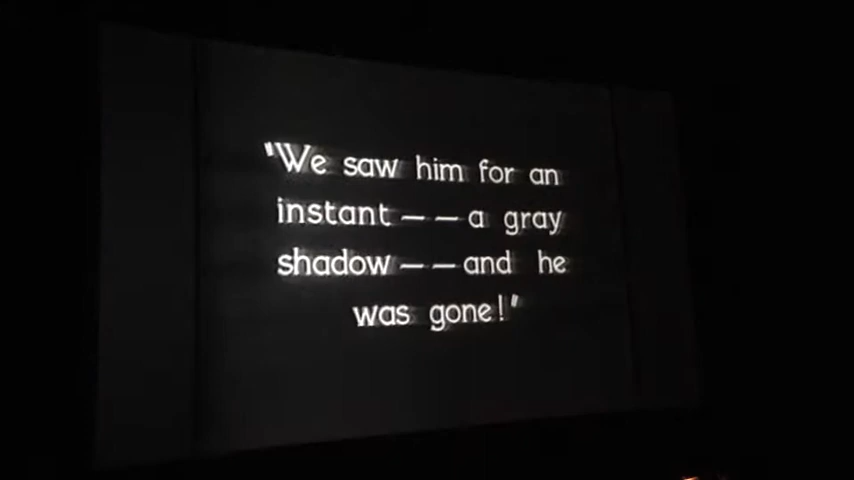 "We saw him for an
instant — — a gray
shadow — — and he
was gone!"